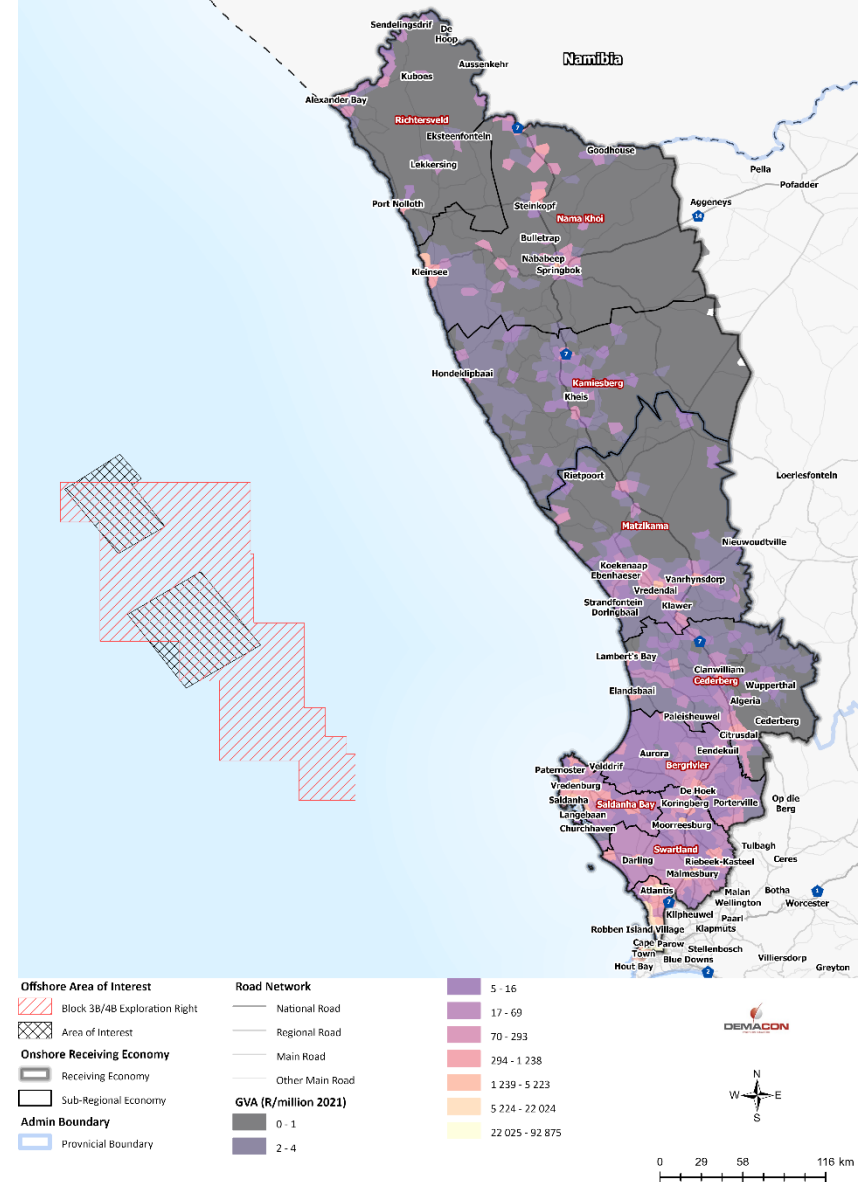 Sendelingsdrif
De
Hoop
Aussenkehr
Namibia
Kuboes
Alexander Bay
Richtersveld
7
Eksteenfontein
Goodhouse
Lekkersing
Pella
Pofadder
Port Nolloth
Steinkopf
Aggeneys
14
Nama Khoi
Bulletrap
Nababeep
Springbok
Kleinsee
7
Hondeklipbaai
Kamiesberg
Kheis
Rietpoort
Loeriesfontein
Matzikama
Nieuwoudtville
Koekenaap
Ebenhaeser
Vanrhynsdorp
Vredendal
Strandfontein
Doringbaai
Klawer
7
Lambert's Bay
Clanwilliam
Cederberg
Wupperthal
Elandsbaai
Algeria
Paleisheuwel
Cederberg
Citrusdal
Aurora
Eendekuil
Bergrivier
Paternoster
Velddrif
Vredenburg
De Hoek
Saldanha
Saldanha Bay
Koringberg
Porterville
Op die
Berg
Langebaan
Churchhaven
Moorreesburg
Swartland
Tulbagh
Darling
Riebeek-Kasteel
Ceres
Malmesbury
Atlantis
Malan
Botha
1
7
Wellington
Worcester
Klipheuwel
Paarl
Robben Island Village
Klapmuts
Cape
Town
Parow
Stellenbosch
Blue Downs
Villiersdorp
Hout Bay
2
Greyton
Offshore Area of Interest
Block 3B/4B Exploration Right
Area of Interest
Onshore Receiving Economy
Receiving Economy
Sub-Regional Economy
Admin Boundary
Provnicial Boundary
Road Network
National Road
Regional Road
Main Road
Other Main Road
GVA (R/million 2021)
0 - 1
2 - 4
5 - 16
17 - 69
70 - 293
294 - 1 238
1 239 - 5 223
5 224 - 22 024
22 025 - 92 875
DEMACON
N
W
E
S
0 29 58 116 km